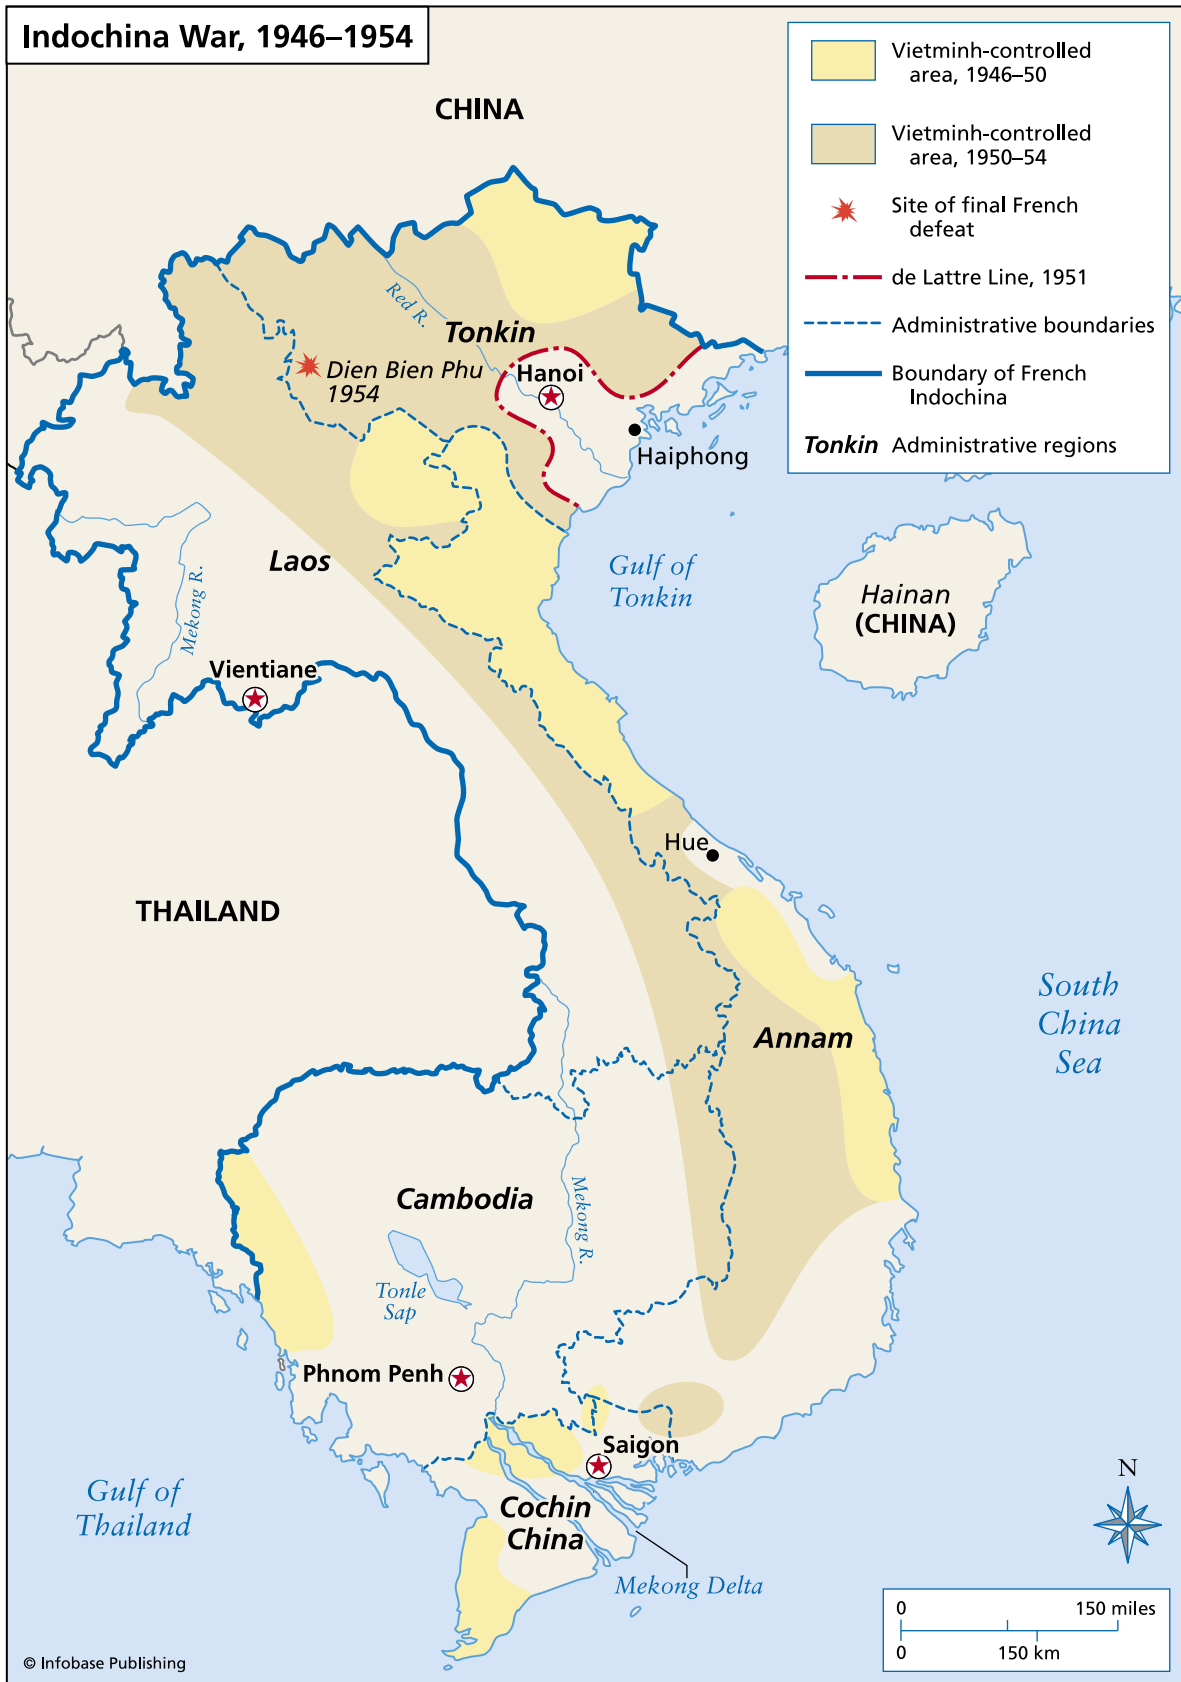 Indochina War, 1946–1954
Vietminh-controlled
area, 1946–50
Vietminh-controlled
area, 1950–54
Site of final French
defeat
de Lattre Line, 1951
Administrative boundaries
Boundary of French
Indochina
Tonkin Administrative regions
CHINA
Red R.
Tonkin
Dien Bien Phu
1954
Hanoi
Haiphong
Laos
Gulf of
Tonkin
Hainan
(CHINA)
Mekong R.
Vientiane
Hue
THAILAND
South
China
Sea
Annam
Cambodia
Mekong R.
Tonle
Sap
Phnom Penh
Saigon
Gulf of
Thailand
Cochin
China
Mekong Delta
N
0 150 miles
0 150 km
© Infobase Publishing